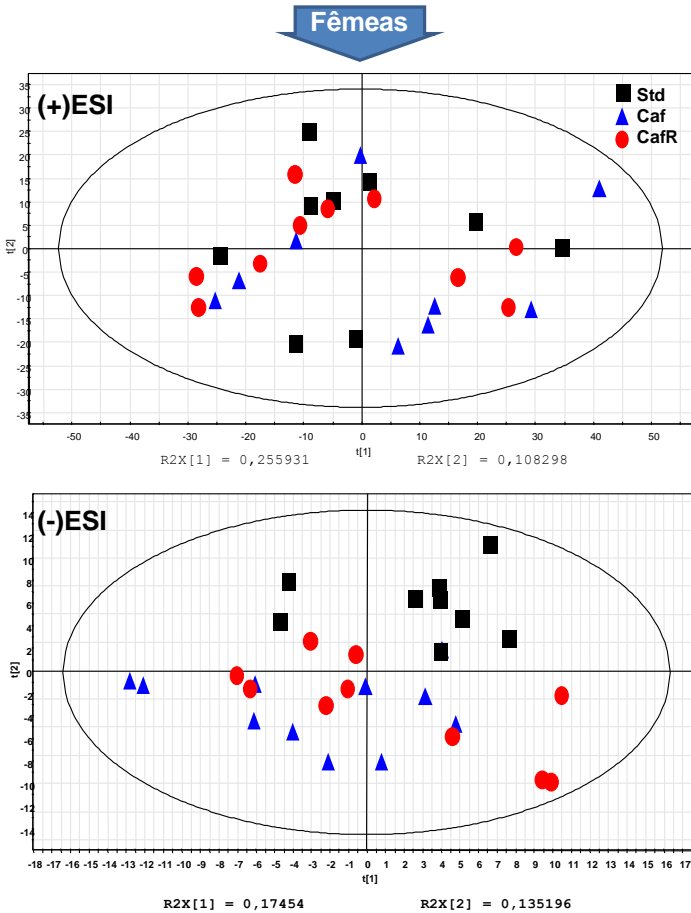 Fêmeas
(+)ESI
Std
Caf
CafR
35
30
25
20
15
10
5
0
-5
-10
-15
-20
-25
-30
-35
t[2]
-50 -40 -30 -20 -10 0 10 20 30 40 50
t[1]
R2X[1] = 0,255931 R2X[2] = 0,108298
(-)ESI
14
12
10
8
6
4
2
0
-2
-4
-6
-8
-10
-12
-14
t[2]
-18 -17 -16 -15 -14 -13 -12 -11 -10 -9 -8 -7 -6 -5 -4 -3 -2 -1 0 1 2 3 4 5 6 7 8 9 10 11 12 13 14 15 16 17
t[1]
R2X[1] = 0,17454 R2X[2] = 0,135196